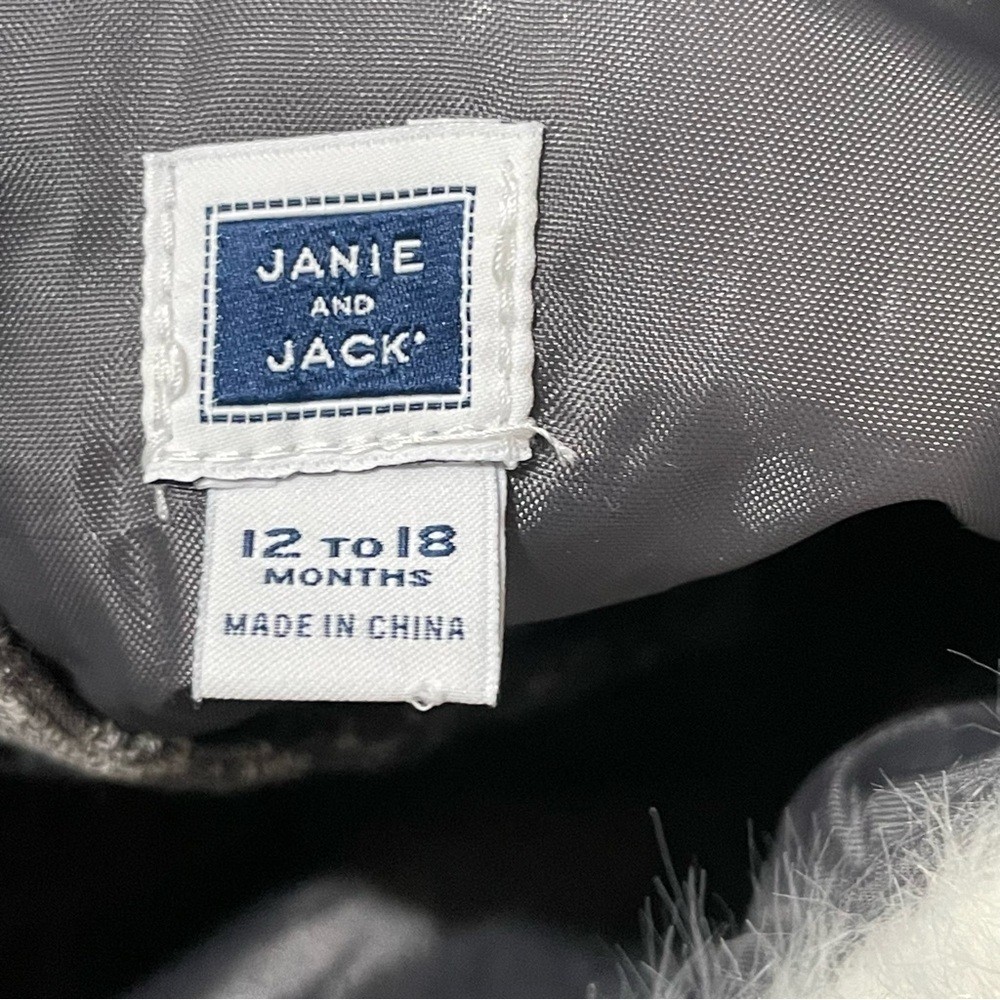 JANIE
AND
JACK
12 TO 18
MONTHS
MADE IN CHINA